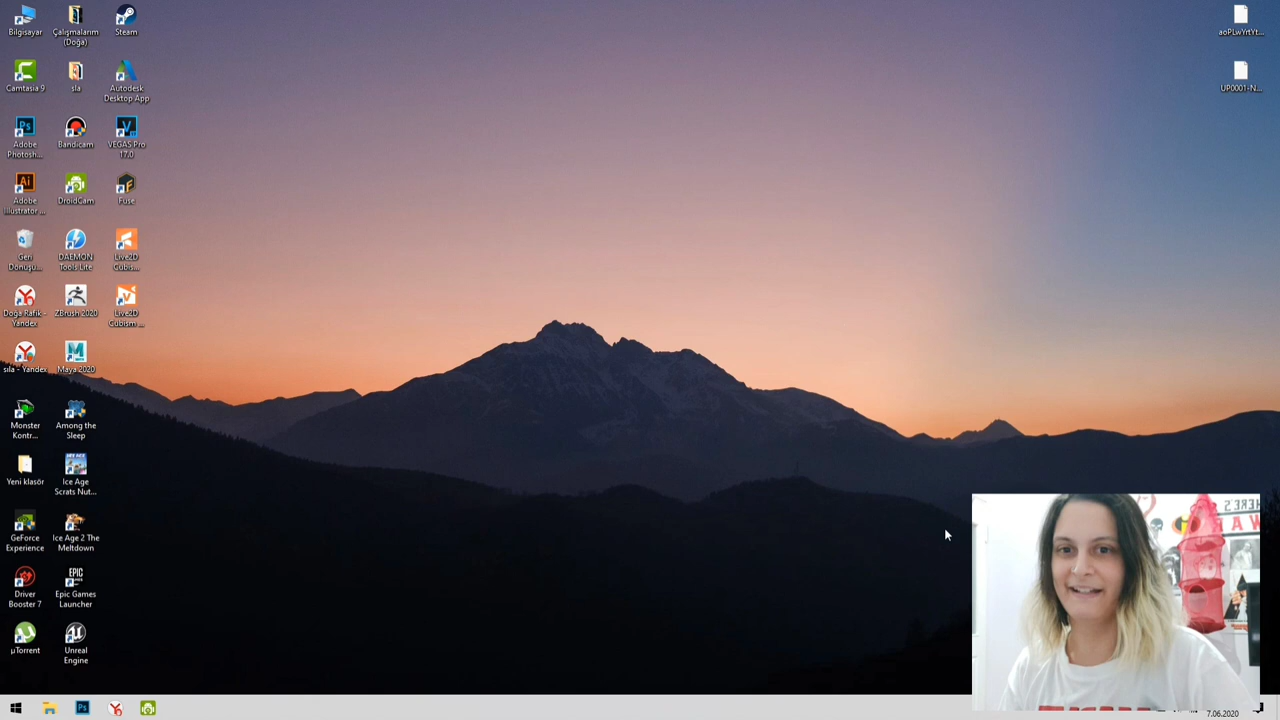 Bilgisayar
Çalışmalarım
(Doğa)
Steam
aoPLwYrtYt...
Camtasia 9
sla
Autodesk
Desktop App
UP0001-N...
Adobe
Photosh...
Bandicam
VEGAS Pro
17.0
Adobe
Illustrator ...
DroidCam
Fuse
Geri
Dönüşü...
DAEMON
Tools Lite
Live2D
Cubis...
Doğa Rafik -
Yandex
ZBrush 2020
Live2D
Cubism ...
sıla - Yandex
Maya 2020
Monster
Kontr...
Among the
Sleep
Yeni klasör
Ice Age
Scrats Nut...
GeForce
Experience
Ice Age 2 The
Meltdown
Driver
Booster 7
Epic Games
Launcher
µTorrent
Unreal
Engine
7.06.2020